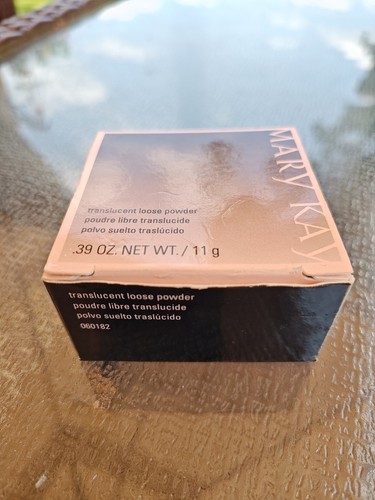 MARY KAY
translucent loose powder
poudre libre translucide
polvo suelto traslúcido
.39 OZ. NET WT. / 11 g
translucent loose powder
poudre libre translucide
polvo suelto traslúcido
060182